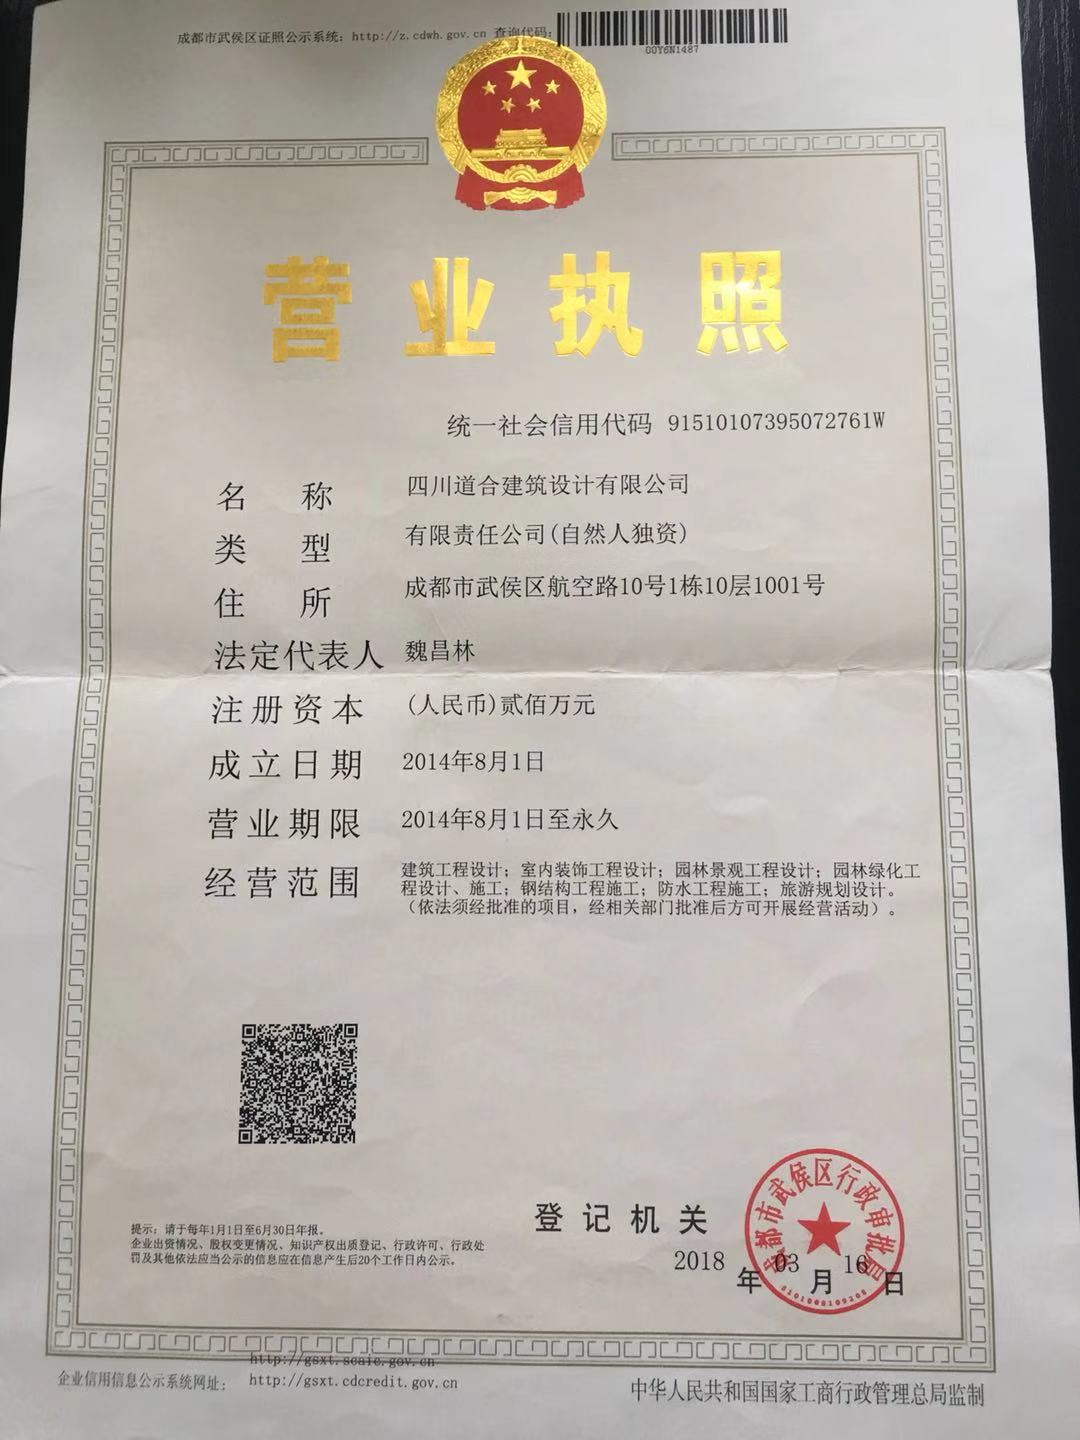 成都市武侯区证照公示系统：http://z.cdwh.gov.cn 查询代码：
00Y6N1487
营业执照
统一社会信用代码 91510107395072761W
名称 四川道合建筑设计有限公司
类型 有限责任公司(自然人独资)
住所 成都市武侯区航空路10号1栋10层1001号
法定代表人 魏昌林
注册资本 (人民币)贰佰万元
成立日期 2014年8月1日
营业期限 2014年8月1日至永久
经营范围 建筑工程设计；室内装饰工程设计；园林景观工程设计；园林绿化工
程设计、施工；钢结构工程施工；防水工程施工；旅游规划设计。
（依法须经批准的项目，经相关部门批准后方可开展经营活动）。
成都市武侯区行政审批局
登记机关
2018年03月16日
提示：请于每年1月1日至6月30日年报。
企业出资情况、股权变更情况、知识产权出质登记、行政许可、行政处
罚及其他依法应当公示的信息应在信息产生后20个工作日内公示。
http://gsxt.scaic.gov.cn
企业信用信息公示系统网址：http://gsxt.cdcredit.gov.cn
中华人民共和国国家工商行政管理总局监制